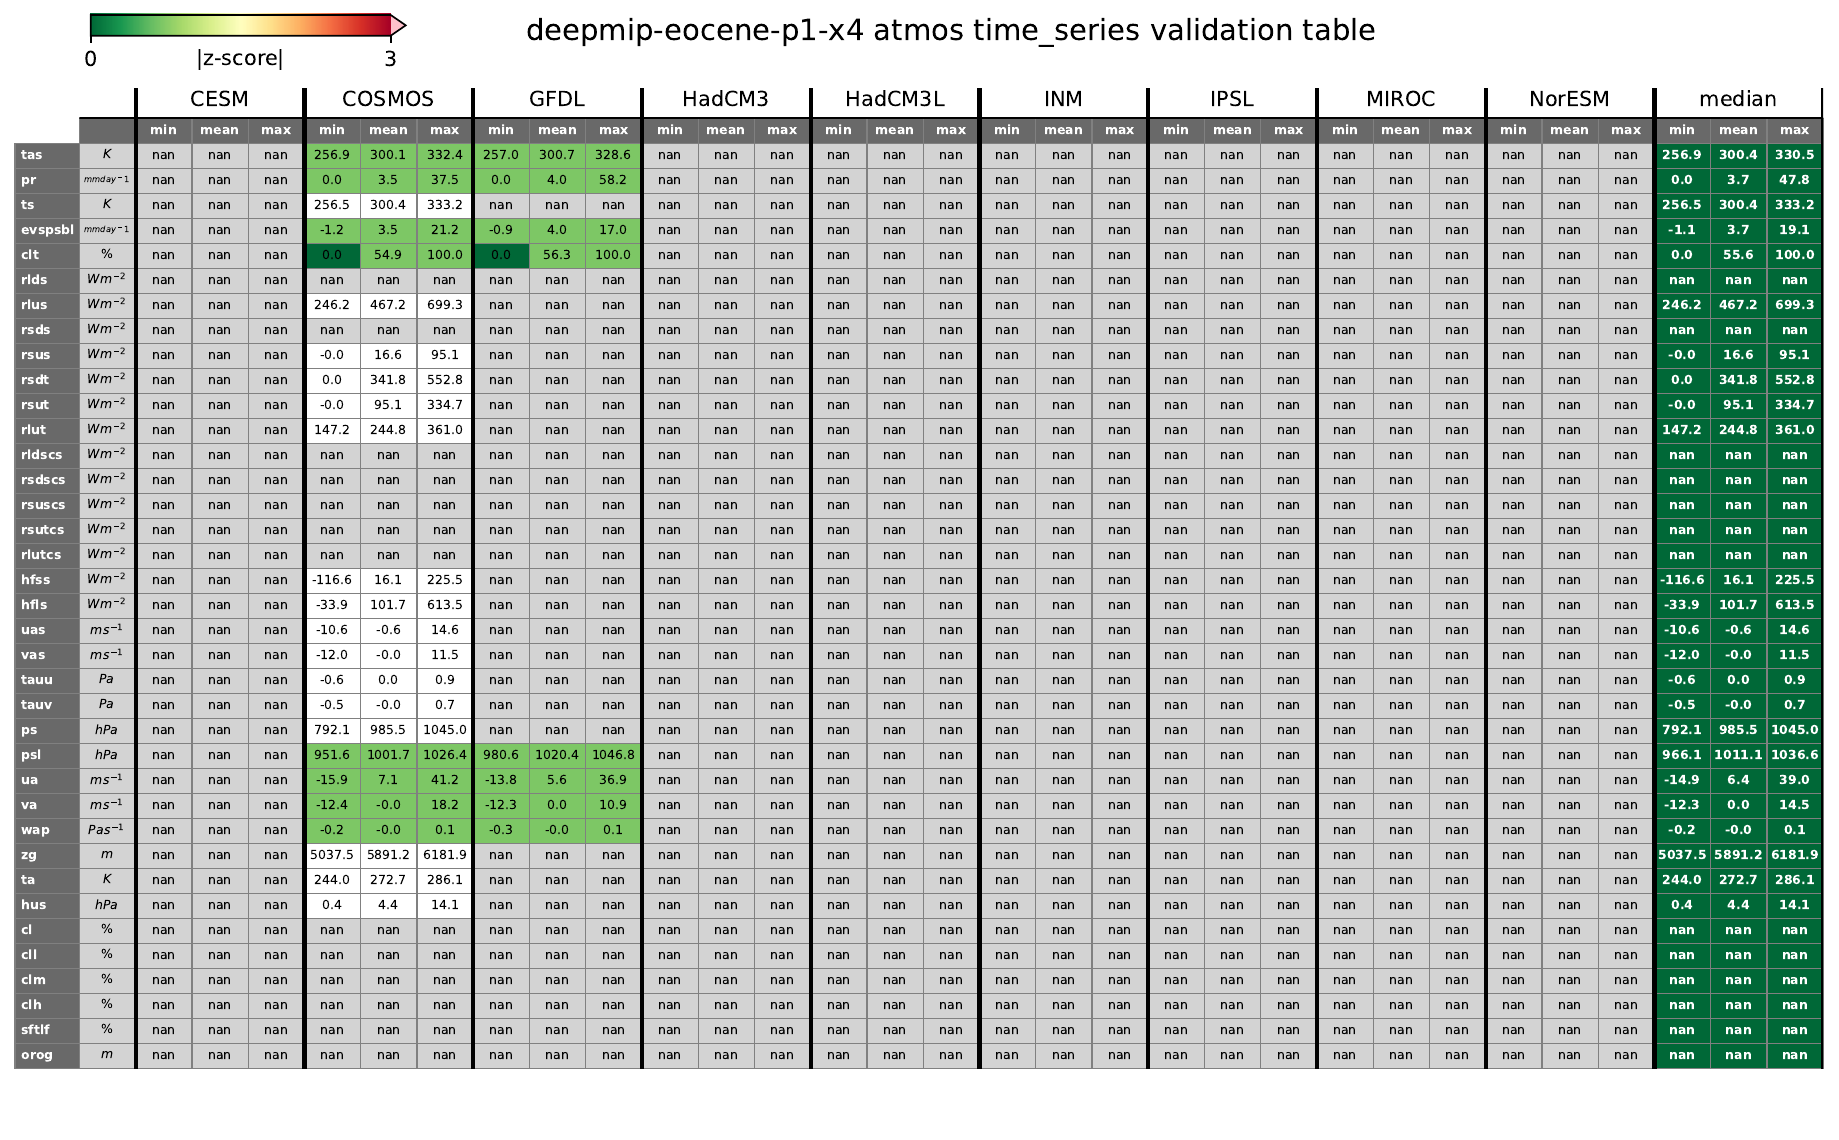 deepmip-eocene-p1-x4 atmos time_series validation table
0 |z-score| 3
CESM COSMOS GFDL HadCM3 HadCM3L INM IPSL MIROC NorESM median
min mean max min mean max min mean max min mean max min mean max min mean max min mean max min mean max min mean max min mean max
tas K nan nan nan 256.9 300.1 332.4 257.0 300.7 328.6 nan nan nan nan nan nan nan nan nan nan nan nan nan nan nan nan nan nan 256.9 300.4 330.5
pr mmday−1 nan nan nan 0.0 3.5 37.5 0.0 4.0 58.2 nan nan nan nan nan nan nan nan nan nan nan nan nan nan nan nan nan nan 0.0 3.7 47.8
ts K nan nan nan 256.5 300.4 333.2 nan nan nan nan nan nan nan nan nan nan nan nan nan nan nan nan nan nan nan nan nan 256.5 300.4 333.2
evspsbl mmday−1 nan nan nan -1.2 3.5 21.2 -0.9 4.0 17.0 nan nan nan nan nan nan nan nan nan nan nan nan nan nan nan nan nan nan -1.1 3.7 19.1
clt % nan nan nan 0.0 54.9 100.0 0.0 56.3 100.0 nan nan nan nan nan nan nan nan nan nan nan nan nan nan nan nan nan nan 0.0 55.6 100.0
rlds Wm−2 nan nan nan nan nan nan nan nan nan nan nan nan nan nan nan nan nan nan nan nan nan nan nan nan nan nan nan nan nan nan
rlus Wm−2 nan nan nan 246.2 467.2 699.3 nan nan nan nan nan nan nan nan nan nan nan nan nan nan nan nan nan nan nan nan nan 246.2 467.2 699.3
rsds Wm−2 nan nan nan nan nan nan nan nan nan nan nan nan nan nan nan nan nan nan nan nan nan nan nan nan nan nan nan nan nan nan
rsus Wm−2 nan nan nan -0.0 16.6 95.1 nan nan nan nan nan nan nan nan nan nan nan nan nan nan nan nan nan nan nan nan nan -0.0 16.6 95.1
rsdt Wm−2 nan nan nan 0.0 341.8 552.8 nan nan nan nan nan nan nan nan nan nan nan nan nan nan nan nan nan nan nan nan nan 0.0 341.8 552.8
rsut Wm−2 nan nan nan -0.0 95.1 334.7 nan nan nan nan nan nan nan nan nan nan nan nan nan nan nan nan nan nan nan nan nan -0.0 95.1 334.7
rlut Wm−2 nan nan nan 147.2 244.8 361.0 nan nan nan nan nan nan nan nan nan nan nan nan nan nan nan nan nan nan nan nan nan 147.2 244.8 361.0
rldscs Wm−2 nan nan nan nan nan nan nan nan nan nan nan nan nan nan nan nan nan nan nan nan nan nan nan nan nan nan nan nan nan nan
rsdscs Wm−2 nan nan nan nan nan nan nan nan nan nan nan nan nan nan nan nan nan nan nan nan nan nan nan nan nan nan nan nan nan nan
rsuscs Wm−2 nan nan nan nan nan nan nan nan nan nan nan nan nan nan nan nan nan nan nan nan nan nan nan nan nan nan nan nan nan nan
rsutcs Wm−2 nan nan nan nan nan nan nan nan nan nan nan nan nan nan nan nan nan nan nan nan nan nan nan nan nan nan nan nan nan nan
rlutcs Wm−2 nan nan nan nan nan nan nan nan nan nan nan nan nan nan nan nan nan nan nan nan nan nan nan nan nan nan nan nan nan nan
hfss Wm−2 nan nan nan -116.6 16.1 225.5 nan nan nan nan nan nan nan nan nan nan nan nan nan nan nan nan nan nan nan nan nan -116.6 16.1 225.5
hfls Wm−2 nan nan nan -33.9 101.7 613.5 nan nan nan nan nan nan nan nan nan nan nan nan nan nan nan nan nan nan nan nan nan -33.9 101.7 613.5
uas ms−1 nan nan nan -10.6 -0.6 14.6 nan nan nan nan nan nan nan nan nan nan nan nan nan nan nan nan nan nan nan nan nan -10.6 -0.6 14.6
vas ms−1 nan nan nan -12.0 -0.0 11.5 nan nan nan nan nan nan nan nan nan nan nan nan nan nan nan nan nan nan nan nan nan -12.0 -0.0 11.5
tauu Pa nan nan nan -0.6 0.0 0.9 nan nan nan nan nan nan nan nan nan nan nan nan nan nan nan nan nan nan nan nan nan -0.6 0.0 0.9
tauv Pa nan nan nan -0.5 -0.0 0.7 nan nan nan nan nan nan nan nan nan nan nan nan nan nan nan nan nan nan nan nan nan -0.5 -0.0 0.7
ps hPa nan nan nan 792.1 985.5 1045.0 nan nan nan nan nan nan nan nan nan nan nan nan nan nan nan nan nan nan nan nan nan 792.1 985.5 1045.0
psl hPa nan nan nan 951.6 1001.7 1026.4 980.6 1020.4 1046.8 nan nan nan nan nan nan nan nan nan nan nan nan nan nan nan nan nan nan 966.1 1011.1 1036.6
ua ms−1 nan nan nan -15.9 7.1 41.2 -13.8 5.6 36.9 nan nan nan nan nan nan nan nan nan nan nan nan nan nan nan nan nan nan -14.9 6.4 39.0
va ms−1 nan nan nan -12.4 -0.0 18.2 -12.3 0.0 10.9 nan nan nan nan nan nan nan nan nan nan nan nan nan nan nan nan nan nan -12.3 0.0 14.5
wap Pas−1 nan nan nan -0.2 -0.0 0.1 -0.3 -0.0 0.1 nan nan nan nan nan nan nan nan nan nan nan nan nan nan nan nan nan nan -0.2 -0.0 0.1
zg m nan nan nan 5037.5 5891.2 6181.9 nan nan nan nan nan nan nan nan nan nan nan nan nan nan nan nan nan nan nan nan nan 5037.5 5891.2 6181.9
ta K nan nan nan 244.0 272.7 286.1 nan nan nan nan nan nan nan nan nan nan nan nan nan nan nan nan nan nan nan nan nan 244.0 272.7 286.1
hus hPa nan nan nan 0.4 4.4 14.1 nan nan nan nan nan nan nan nan nan nan nan nan nan nan nan nan nan nan nan nan nan 0.4 4.4 14.1
cl % nan nan nan nan nan nan nan nan nan nan nan nan nan nan nan nan nan nan nan nan nan nan nan nan nan nan nan nan nan nan
cll % nan nan nan nan nan nan nan nan nan nan nan nan nan nan nan nan nan nan nan nan nan nan nan nan nan nan nan nan nan nan
clm % nan nan nan nan nan nan nan nan nan nan nan nan nan nan nan nan nan nan nan nan nan nan nan nan nan nan nan nan nan nan
clh % nan nan nan nan nan nan nan nan nan nan nan nan nan nan nan nan nan nan nan nan nan nan nan nan nan nan nan nan nan nan
sftlf % nan nan nan nan nan nan nan nan nan nan nan nan nan nan nan nan nan nan nan nan nan nan nan nan nan nan nan nan nan nan
orog m nan nan nan nan nan nan nan nan nan nan nan nan nan nan nan nan nan nan nan nan nan nan nan nan nan nan nan nan nan nan